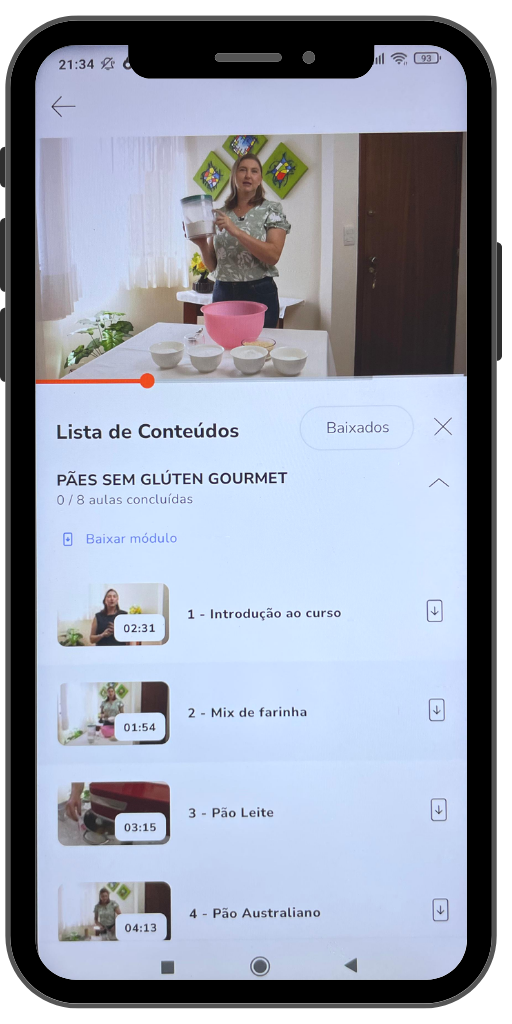 21:34
93
Lista de Conteúdos
Baixados
PÃES SEM GLÚTEN GOURMET
0 / 8 aulas concluídas
Baixar módulo
02:31
1 - Introdução ao curso
01:54
2 - Mix de farinha
03:15
3 - Pão Leite
04:13
4 - Pão Australiano